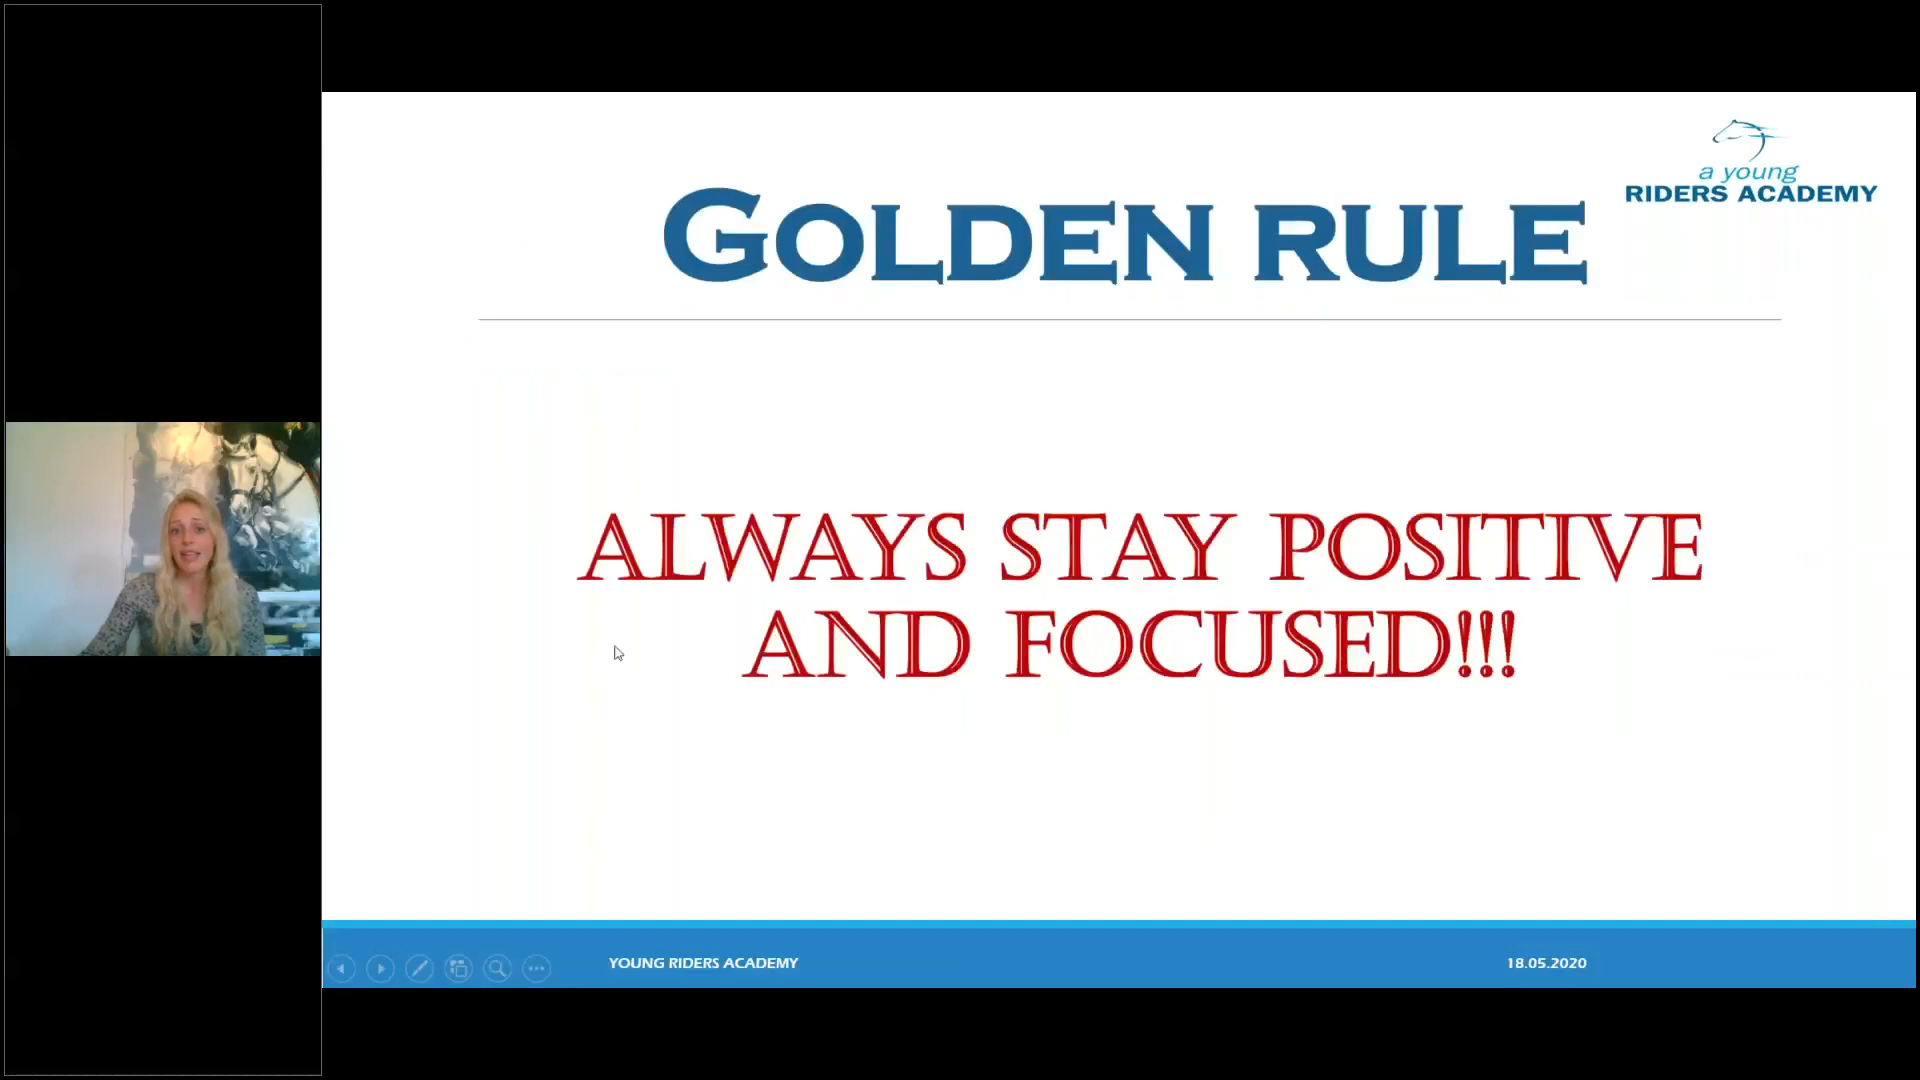 a young
RIDERS ACADEMY
GOLDEN RULE
ALWAYS STAY POSITIVE
AND FOCUSED!!!
YOUNG RIDERS ACADEMY
18.05.2020